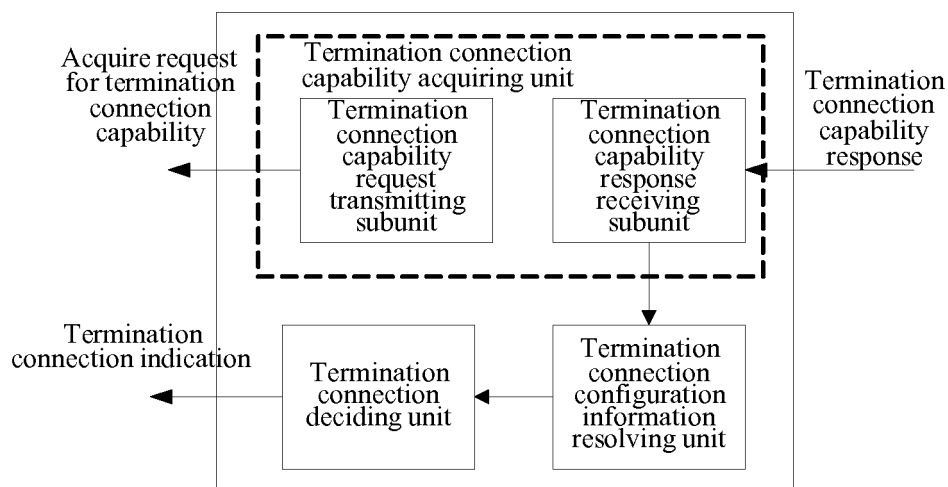 Acquire request
for termination
connection
capability
Termination connection
capability acquiring unit
Termination
connection
capability
request
transmitting
subunit
Termination
connection
capability
response
receiving
subunit
Termination
connection
capability
response
Termination
connection indication
Termination
connection
deciding unit
Termination
connection
configuration
information
resolving unit